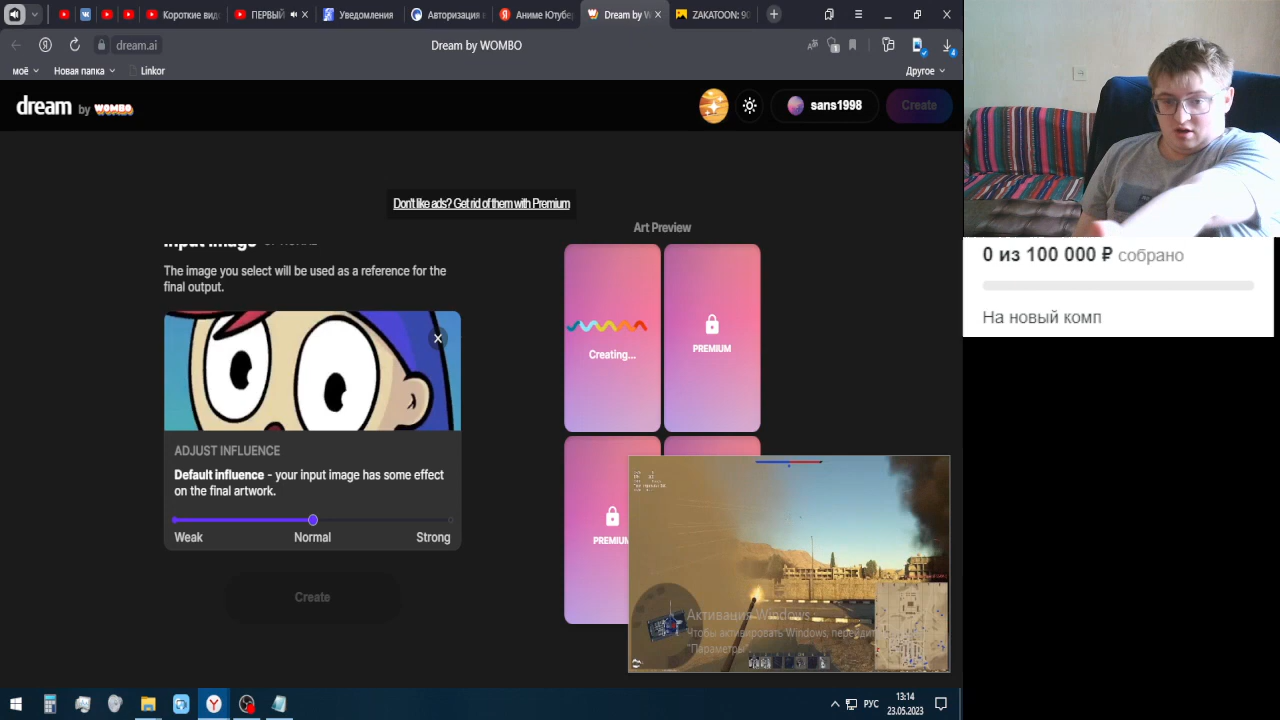 Короткие вид
ПЕРВЫЙ
Уведомления
Авторизация
Аниме Ютубе
Dream by W
ZAKATOON: 90
dream.ai
Dream by WOMBO
моё
Новая папка
Linkor
Другое
dream by WOMBO
sans1998
Create
Don't like ads? Get rid of them with Premium
Art Preview
Input image
The image you select will be used as a reference for the
final output.
Creating...
PREMIUM
ADJUST INFLUENCE
Default influence - your input image has some effect
on the final artwork.
Weak
Normal
Strong
PREMIUM
Create
Активация Windows
Чтобы активировать Windows, перейдите
"Параметры".
0 из 100 000 ₽ собрано
На новый комп
4
РУС
13:14
23.05.2023